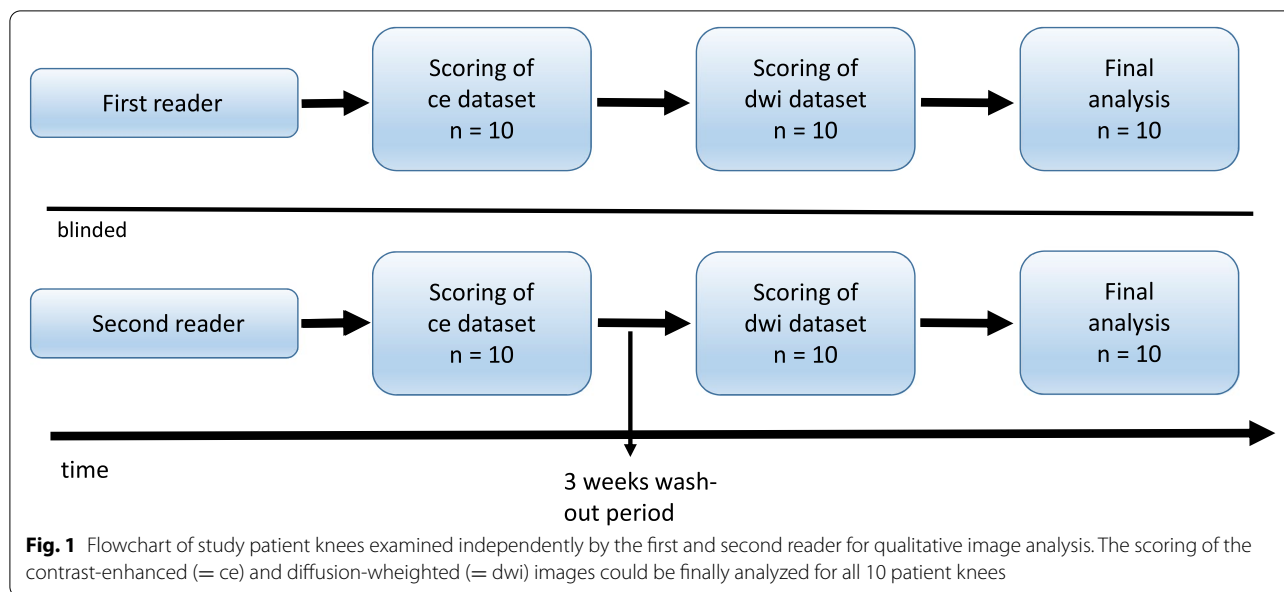 First reader
Scoring of
ce dataset
n = 10
Scoring of
dwi dataset
n = 10
Final
analysis
n = 10
blinded
Second reader
Scoring of
ce dataset
n = 10
Scoring of
dwi dataset
n = 10
Final
analysis
n = 10
time
3 weeks wash-
out period
Fig. 1 Flowchart of study patient knees examined independently by the first and second reader for qualitative image analysis. The scoring of the
contrast-enhanced (= ce) and diffusion-wheighted (= dwi) images could be finally analyzed for all 10 patient knees